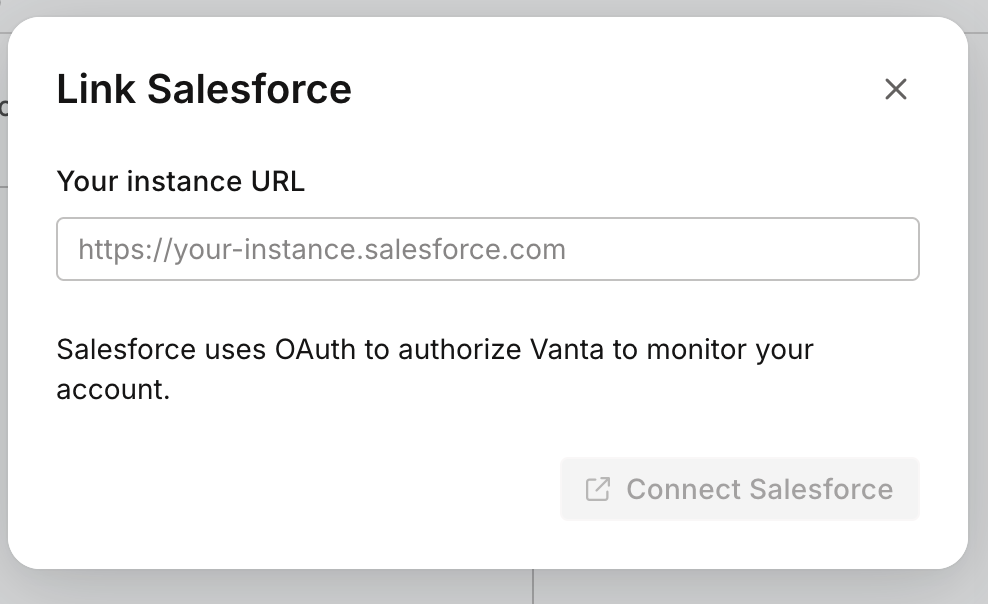 Link Salesforce
Your instance URL
https://your-instance.salesforce.com
Salesforce uses OAuth to authorize Vanta to monitor your
account.
Connect Salesforce